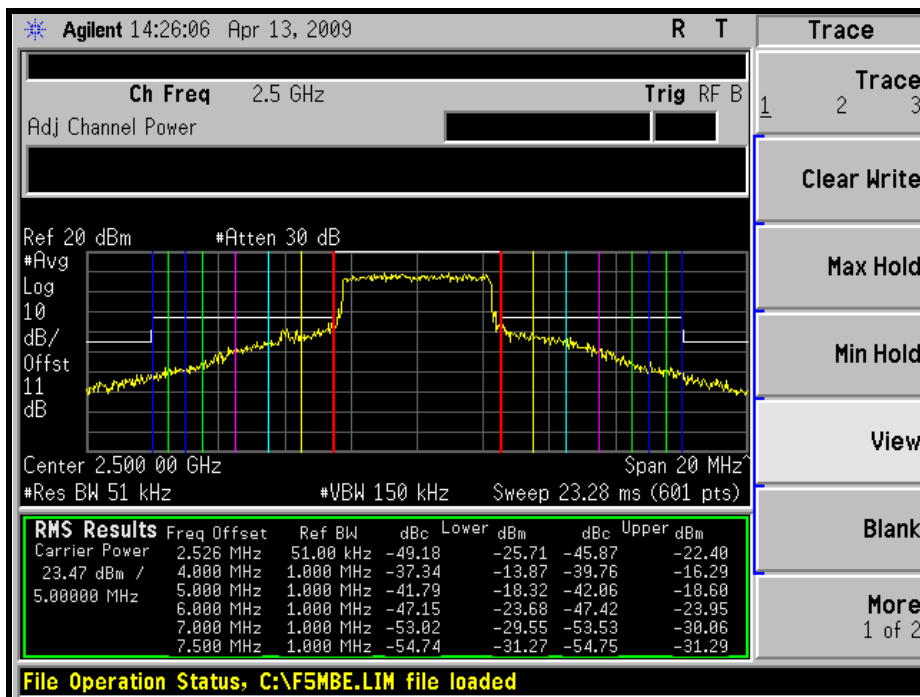 Agilent 14:26:06 Apr 13, 2009 R T
Trace
Ch Freq 2.5 GHz Trig RF B
Adj Channel Power
Trace
1 2 3
Clear Write
Max Hold
Min Hold
View
Blank
More
1 of 2
Ref 20 dBm #Atten 30 dB
#Avg
Log
10
dB/
Offst
11
dB
Center 2.500 00 GHz Span 20 MHz^
#Res BW 51 kHz #VBW 150 kHz Sweep 23.28 ms (601 pts)
RMS Results Freq Offset Ref BW dBc Lower dBm dBc Upper dBm
Carrier Power 2.526 MHz 51.00 kHz -49.18 -25.71 -45.87 -22.40
23.47 dBm / 4.000 MHz 1.000 MHz -37.34 -13.87 -39.76 -16.29
5.00000 MHz 5.000 MHz 1.000 MHz -41.79 -18.32 -42.06 -18.60
6.000 MHz 1.000 MHz -47.15 -23.68 -47.42 -23.95
7.000 MHz 1.000 MHz -53.02 -29.55 -53.53 -30.06
7.500 MHz 1.000 MHz -54.74 -31.27 -54.75 -31.29
File Operation Status, C:\F5MBE.LIM file loaded